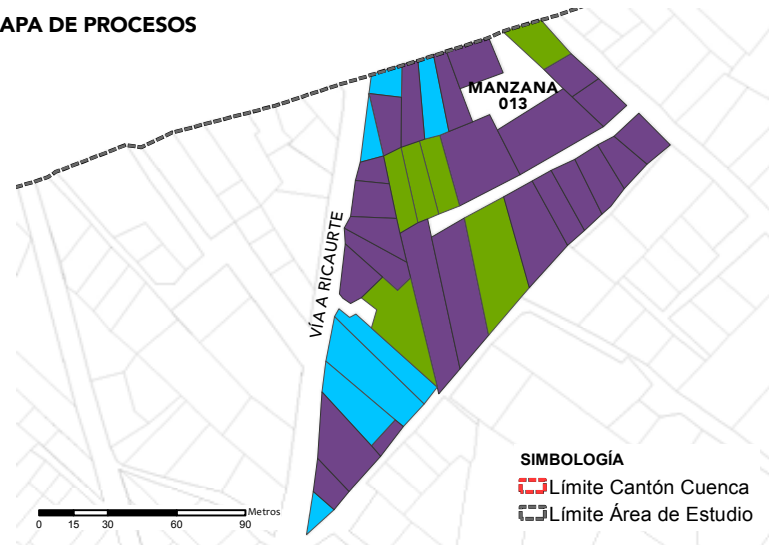 APA DE PROCESOS
MANZANA
013
VÍA A RICAURTE
SIMBOLOGÍA
Límite Cantón Cuenca
Límite Área de Estudio
Metros
0 15 30 60 90